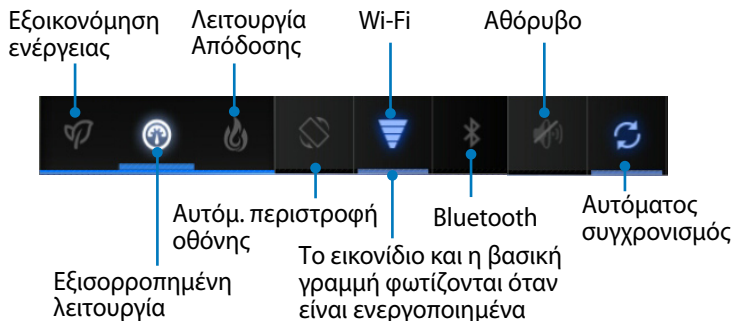 Εξοικονόμηση
ενέργειας
Λειτουργία
Απόδοσης
Wi-Fi
Αθόρυβο
Αυτόμ. περιστροφή
οθόνης
Bluetooth
Αυτόματος
συγχρονισμός
Εξισορροπημένη
λειτουργία
Το εικονίδιο και η βασική
γραμμή φωτίζονται όταν
είναι ενεργοποιημένα